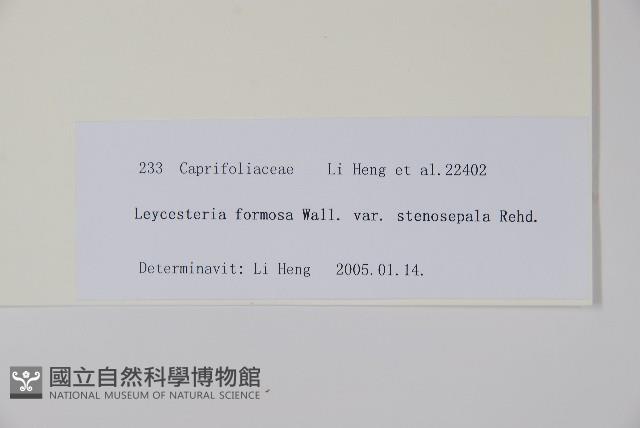 233 Caprifoliaceae Li Heng et al.22402
Leycesteria formosa Wall. var. stenosepala Rehd.
Determinavit: Li Heng 2005.01.14.
國立自然科學博物館
NATIONAL MUSEUM OF NATURAL SCIENCE